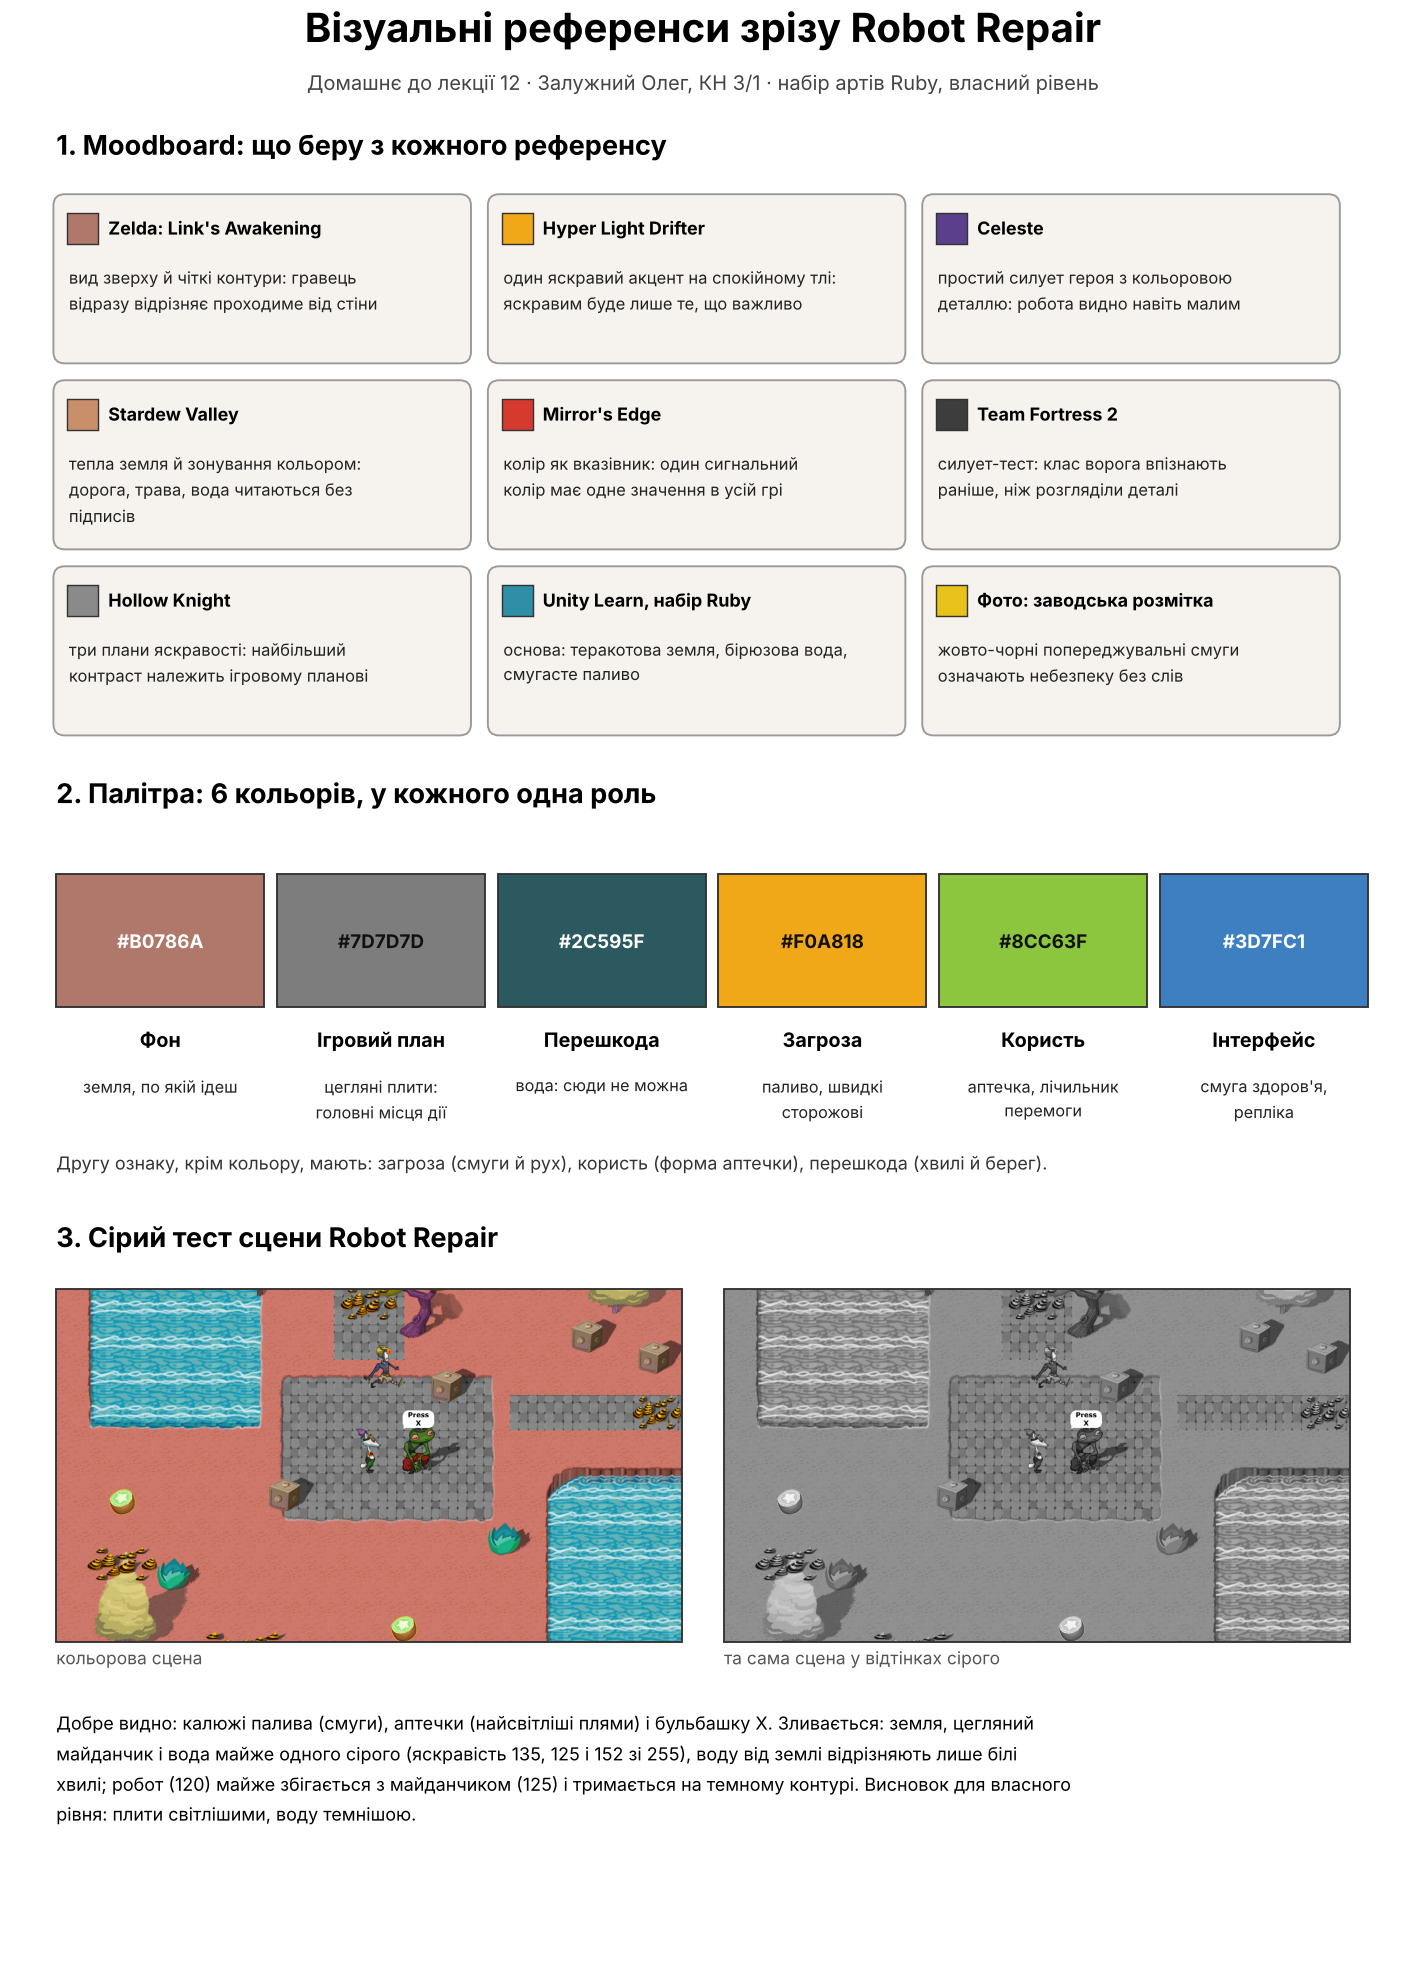 Візуальні референси зрізу Robot Repair
Домашнє до лекції 12 · Залужний Олег, КН 3/1 · набір артів Ruby, власний рівень
1. Moodboard: що беру з кожного референсу
Zelda: Link's Awakening
вид зверху й чіткі контури: гравець
відразу відрізняє проходиме від стіни
Hyper Light Drifter
один яскравий акцент на спокійному тлі:
яскравим буде лише те, що важливо
Celeste
простий силует героя з кольоровою
деталлю: робота видно навіть малим
Stardew Valley
тепла земля й зонування кольором:
дорога, трава, вода читаються без
підписів
Mirror's Edge
колір як вказівник: один сигнальний
колір має одне значення в усій грі
Team Fortress 2
силует-тест: клас ворога впізнають
раніше, ніж розгляділи деталі
Hollow Knight
три плани яскравості: найбільший
контраст належить ігровому планові
Unity Learn, набір Ruby
основа: теракотова земля, бірюзова вода,
смугасте паливо
Фото: заводська розмітка
жовто-чорні попереджувальні смуги
означають небезпеку без слів
2. Палітра: 6 кольорів, у кожного одна роль
#B0786A
#7D7D7D
#2C595F
#F0A818
#8CC63F
#3D7FC1
Фон
Ігровий план
Перешкода
Загроза
Користь
Інтерфейс
земля, по якій ідеш
цегляні плити:
головні місця дії
вода: сюди не можна
паливо, швидкі
сторожові
аптечка, лічильник
перемоги
смуга здоров'я,
репліка
Другу ознаку, крім кольору, мають: загроза (смуги й рух), користь (форма аптечки), перешкода (хвилі й берег).
3. Сірий тест сцени Robot Repair
Press
X
Press
X
кольорова сцена
та сама сцена у відтінках сірого
Добре видно: калюжі палива (смуги), аптечки (найсвітліші плями) і бульбашку X. Зливається: земля, цегляний
майданчик і вода майже одного сірого (яскравість 135, 125 і 152 зі 255), воду від землі відрізняють лише білі
хвилі; робот (120) майже збігається з майданчиком (125) і тримається на темному контурі. Висновок для власного
рівня: плити світлішими, воду темнішою.